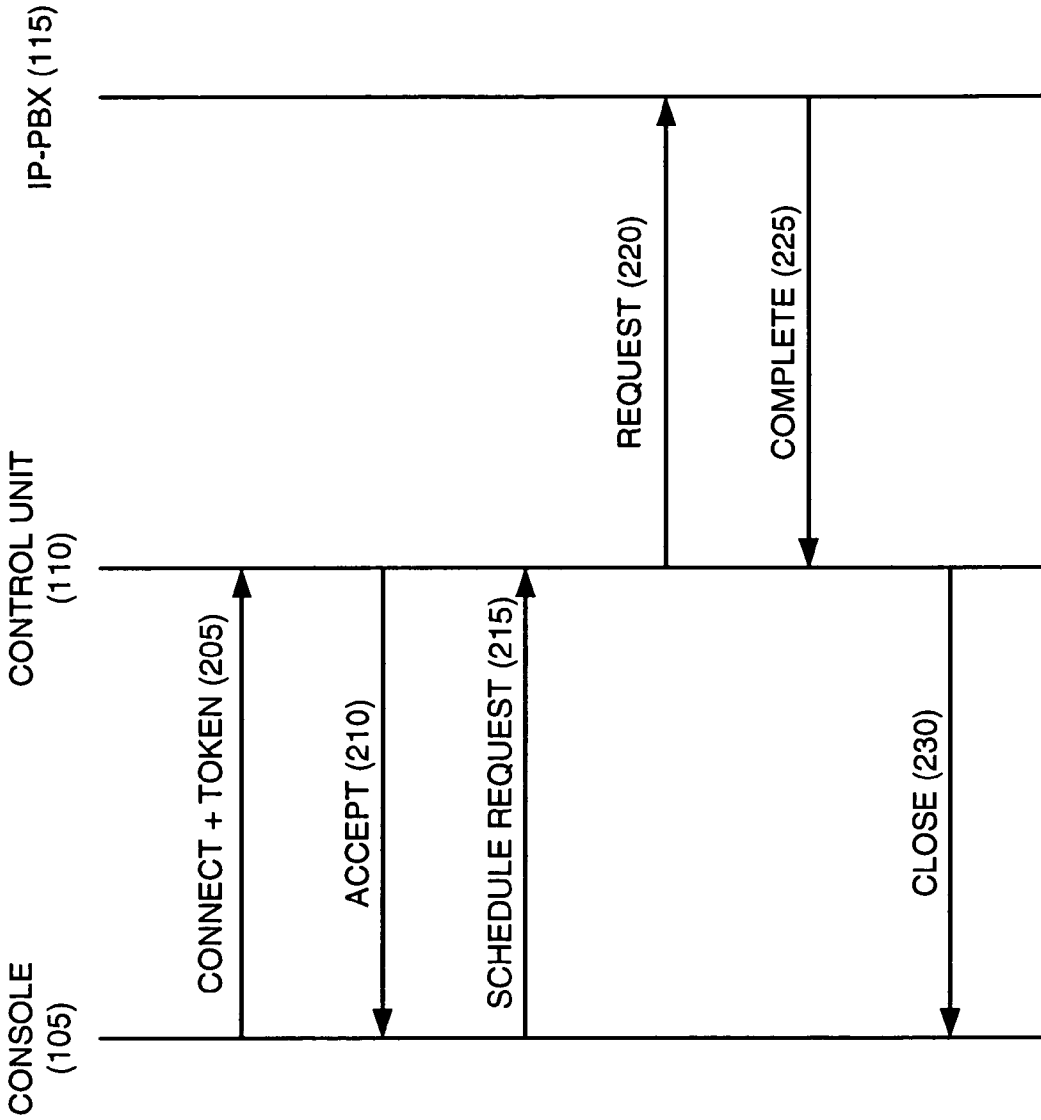 CONSOLE
(105)
CONTROL UNIT
(110)
IP-PBX (115)
CONNECT + TOKEN (205)
ACCEPT (210)
SCHEDULE REQUEST (215)
REQUEST (220)
COMPLETE (225)
CLOSE (230)